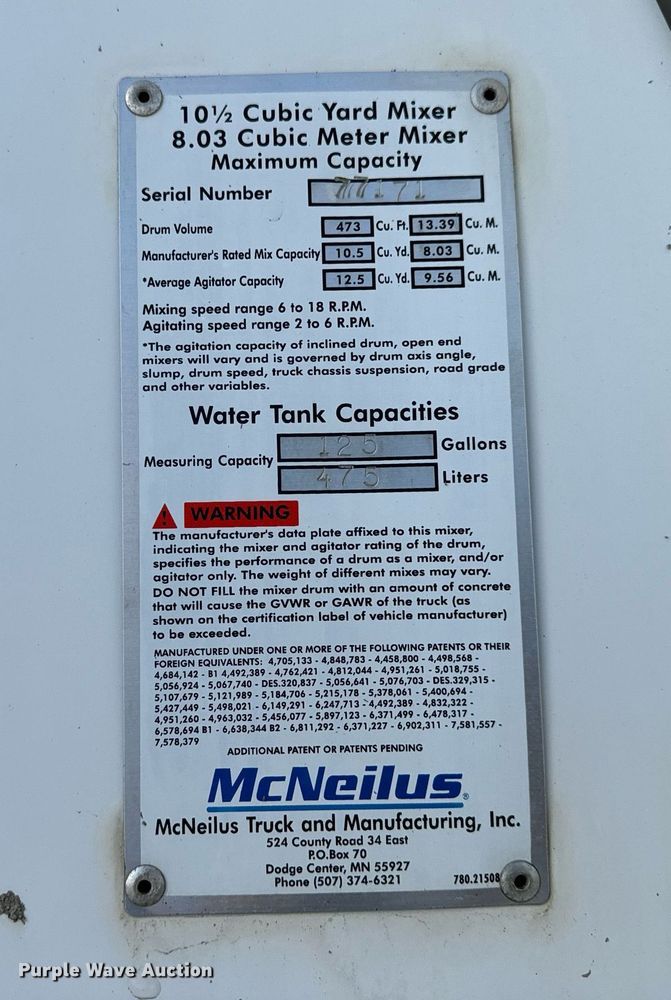 10½ Cubic Yard Mixer
8.03 Cubic Meter Mixer
Maximum Capacity
Serial Number 77171
Drum Volume 473 Cu. Ft. 13.39 Cu. M.
Manufacturer's Rated Mix Capacity 10.5 Cu. Yd. 8.03 Cu. M.
*Average Agitator Capacity 12.5 Cu. Yd. 9.56 Cu. M.
Mixing speed range 6 to 18 R.P.M.
Agitating speed range 2 to 6 R.P.M.
*The agitation capacity of inclined drum, open end
mixers will vary and is governed by drum axis angle,
slump, drum speed, truck chassis suspension, road grade
and other variables.
Water Tank Capacities
Measuring Capacity 125 Gallons
475 Liters
WARNING
The manufacturer's data plate affixed to this mixer,
indicating the mixer and agitator rating of the drum,
specifies the performance of a drum as a mixer, and/or
agitator only. The weight of different mixes may vary.
DO NOT FILL the mixer drum with an amount of concrete
that will cause the GVWR or GAWR of the truck (as
shown on the certification label of vehicle manufacturer)
to be exceeded.
MANUFACTURED UNDER ONE OR MORE OF THE FOLLOWING PATENTS OR THEIR
FOREIGN EQUIVALENTS: 4,705,133 - 4,848,783 - 4,458,800 - 4,498,568 -
4,684,142 - B1 4,492,389 - 4,762,421 - 4,812,044 - 4,951,261 - 5,018,755 -
5,056,924 - 5,067,740 - DES.320,837 - 5,056,641 - 5,076,703 - DES.329,315 -
5,107,679 - 5,121,989 - 5,184,706 - 5,215,178 - 5,378,061 - 5,400,694 -
5,427,449 - 5,498,021 - 6,149,291 - 6,247,713 - 4,492,389 - 4,832,322 -
4,951,260 - 4,963,032 - 5,456,077 - 5,897,123 - 6,371,499 - 6,478,317 -
6,578,694 B1 - 6,638,344 B2 - 6,811,292 - 6,371,227 - 6,902,311 - 7,581,557 -
7,578,379
ADDITIONAL PATENT OR PATENTS PENDING
McNeilus®
McNeilus Truck and Manufacturing, Inc.
524 County Road 34 East
P.O.Box 70
Dodge Center, MN 55927
Phone (507) 374-6321
780.21508
Purple Wave Auction